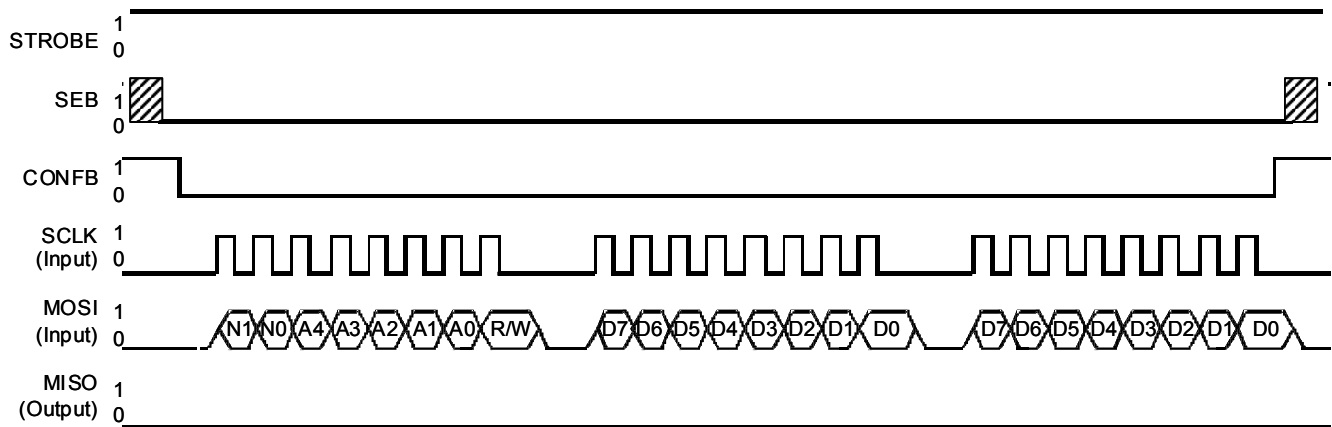 STROBE 1
0
SEB 1
0
CONFB 1
0
SCLK 1
(Input) 0
MOSI 1
(Input) 0
N1 N0 A4 A3 A2 A1 A0 R/W D7 D6 D5 D4 D3 D2 D1 D0 D7 D6 D5 D4 D3 D2 D1 D0
MISO 1
(Output) 0